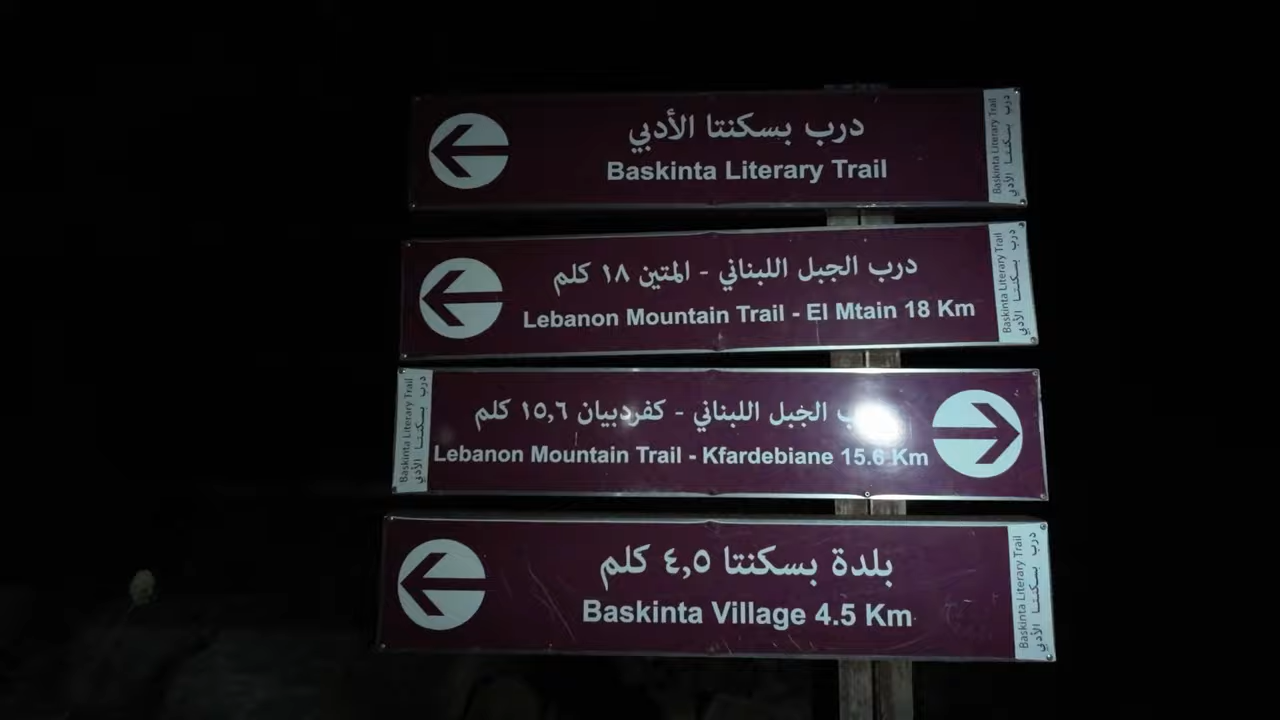 درب بسكنتا الأدبي
Baskinta Literary Trail
Baskinta Literary Trail
درب بسكنتا الأدبي
درب الجبل اللبناني - المتين ١٨ كلم
Lebanon Mountain Trail - El Mtain 18 Km
Baskinta Literary Trail
درب بسكنتا الأدبي
Baskinta Literary Trail
درب بسكنتا الأدبي
الجبل اللبناني - كفردبيان ١٥,٦ كلم
Lebanon Mountain Trail - Kfardebiane 15.6 Km
بلدة بسكنتا ٤,٥ كلم
Baskinta Village 4.5 Km
Baskinta Literary Trail
درب بسكنتا الأدبي